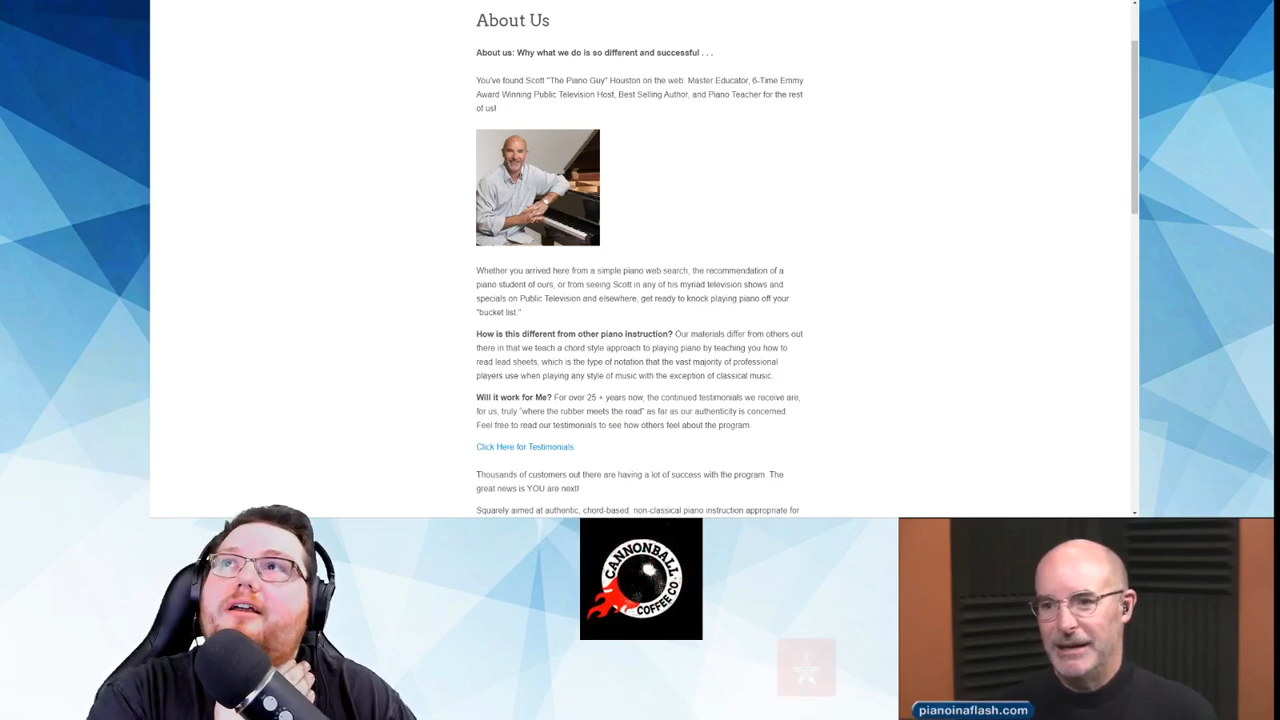 About Us
About us: Why what we do is so different and successful . . .
You've found Scott "The Piano Guy" Houston on the web: Master Educator, 6-Time Emmy
Award Winning Public Television Host, Best Selling Author, and Piano Teacher for the rest
of us!
Whether you arrived here from a simple piano web search, the recommendation of a
piano student of ours, or from seeing Scott in any of his myriad television shows and
specials on Public Television and elsewhere, get ready to knock playing piano off your
"bucket list."
How is this different from other piano instruction? Our materials differ from others out
there in that we teach a chord style approach to playing piano by teaching you how to
read lead sheets, which is the type of notation that the vast majority of professional
players use when playing any style of music with the exception of classical music.
Will it work for Me? For over 25 + years now, the continued testimonials we receive are,
for us, truly "where the rubber meets the road" as far as our authenticity is concerned.
Feel free to read our testimonials to see how others feel about the program.
Click Here for Testimonials
Thousands of customers out there are having a lot of success with the program. The
great news is YOU are next!
Squarely aimed at authentic, chord-based, non-classical piano instruction appropriate for
CANNONBALL
COFFEE CO
pianoinaflash.com